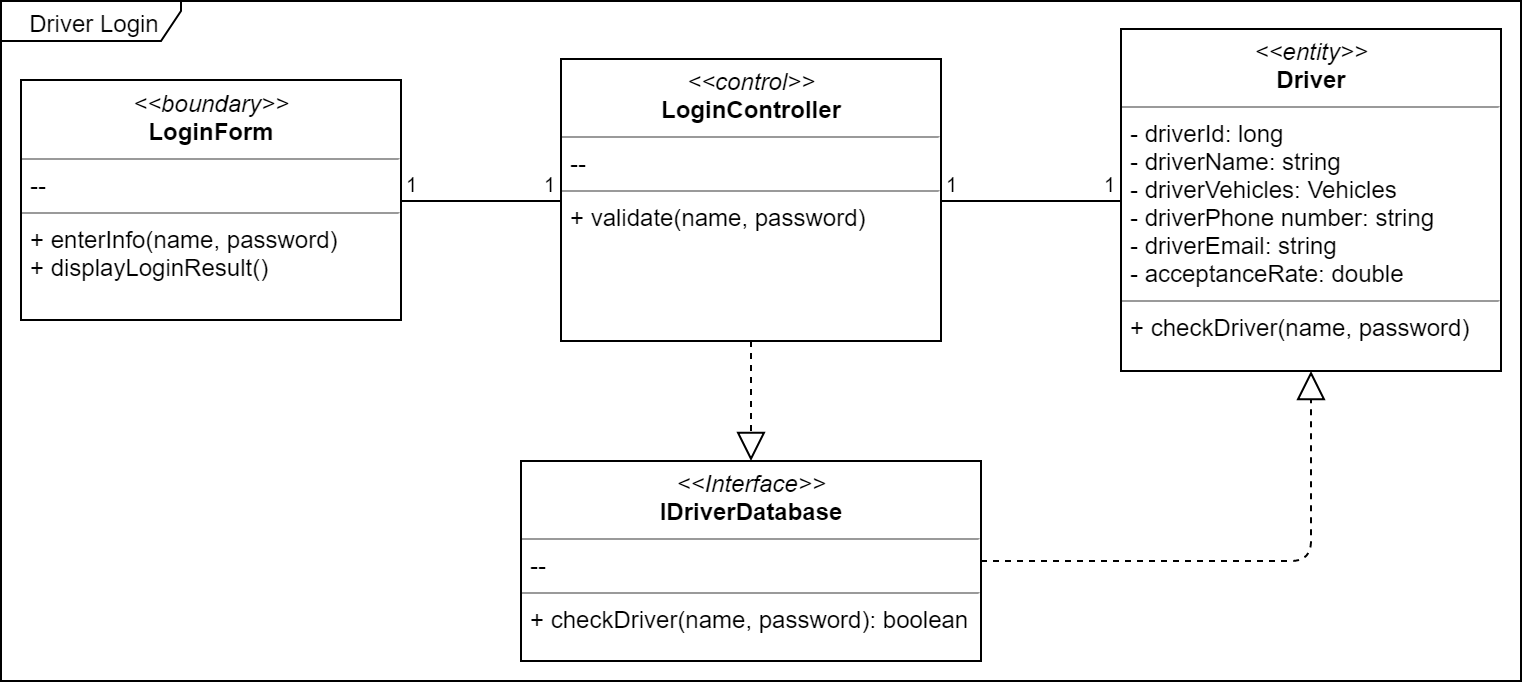 Driver Login
<<boundary>>
LoginForm
--
+ enterInfo(name, password)
+ displayLoginResult()
1
1
<<control>>
LoginController
--
+ validate(name, password)
1
1
<<entity>>
Driver
- driverId: long
- driverName: string
- driverVehicles: Vehicles
- driverPhone number: string
- driverEmail: string
- acceptanceRate: double
+ checkDriver(name, password)
<<Interface>>
IDriverDatabase
--
+ checkDriver(name, password): boolean